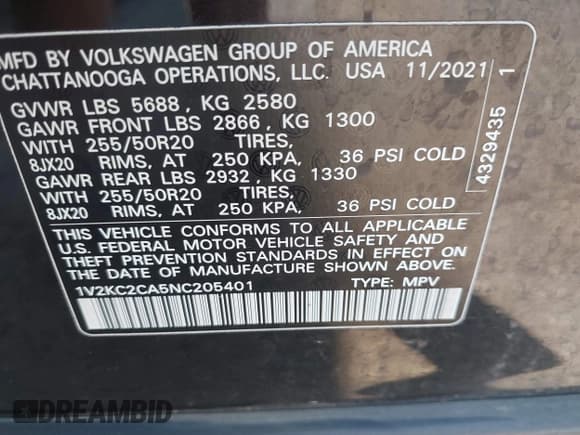 MFD BY VOLKSWAGEN GROUP OF AMERICA
CHATTANOOGA OPERATIONS, LLC. USA 11/2021
GVWR LBS 5688, KG 2580
GAWR FRONT LBS 2866, KG 1300
WITH 255/50R20 TIRES,
8JX20 RIMS, AT 250 KPA, 36 PSI COLD
GAWR REAR LBS 2932, KG 1330
WITH 255/50R20 TIRES,
8JX20 RIMS, AT 250 KPA, 36 PSI COLD
THIS VEHICLE CONFORMS TO ALL APPLICABLE
U.S. FEDERAL MOTOR VEHICLE SAFETY AND
THEFT PREVENTION STANDARDS IN EFFECT
ON THE DATE OF MANUFACTURE SHOWN ABOVE.
1V2KC2CA5NC205401 TYPE: MPV
4329435 1
DREAMBID